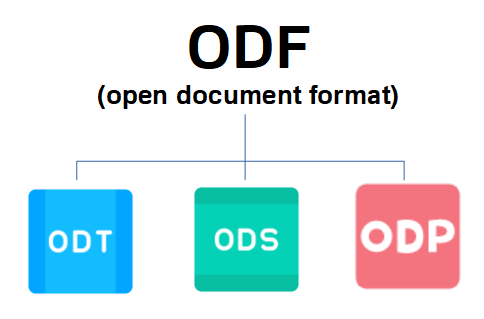 ODF
(open document format)
ODT
ODS
ODP